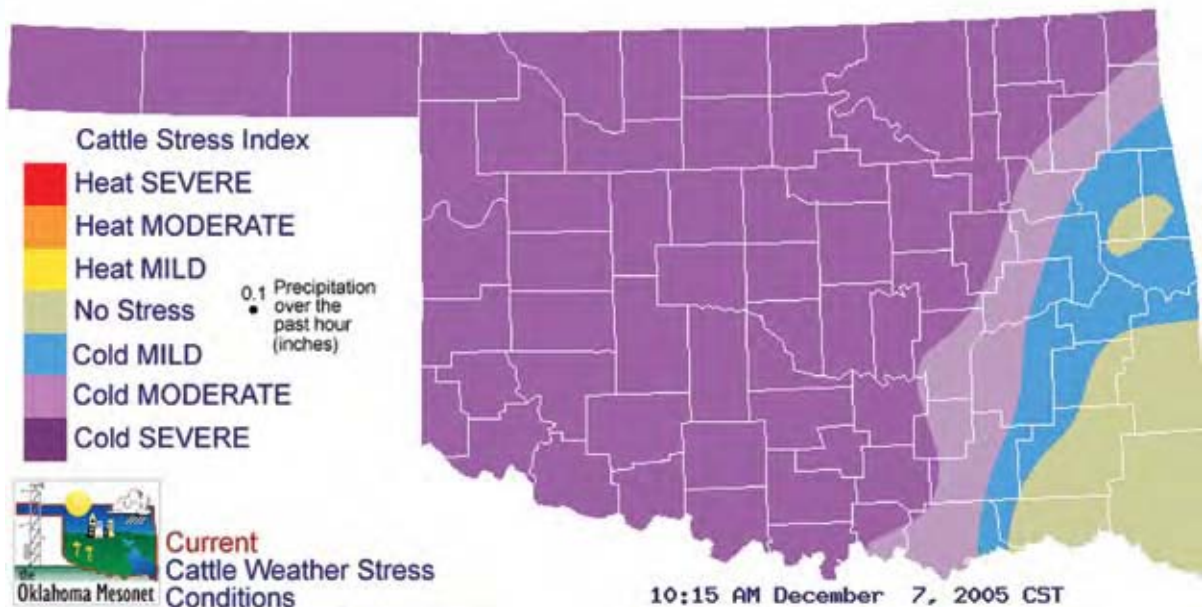 Cattle Stress Index
Heat SEVERE
Heat MODERATE
Heat MILD
No Stress
Cold MILD
Cold MODERATE
Cold SEVERE
0.1 Precipitation
over the
past hour
(inches)
the
Oklahoma Mesonet
Current
Cattle Weather Stress
Conditions
10:15 AM December 7, 2005 CST